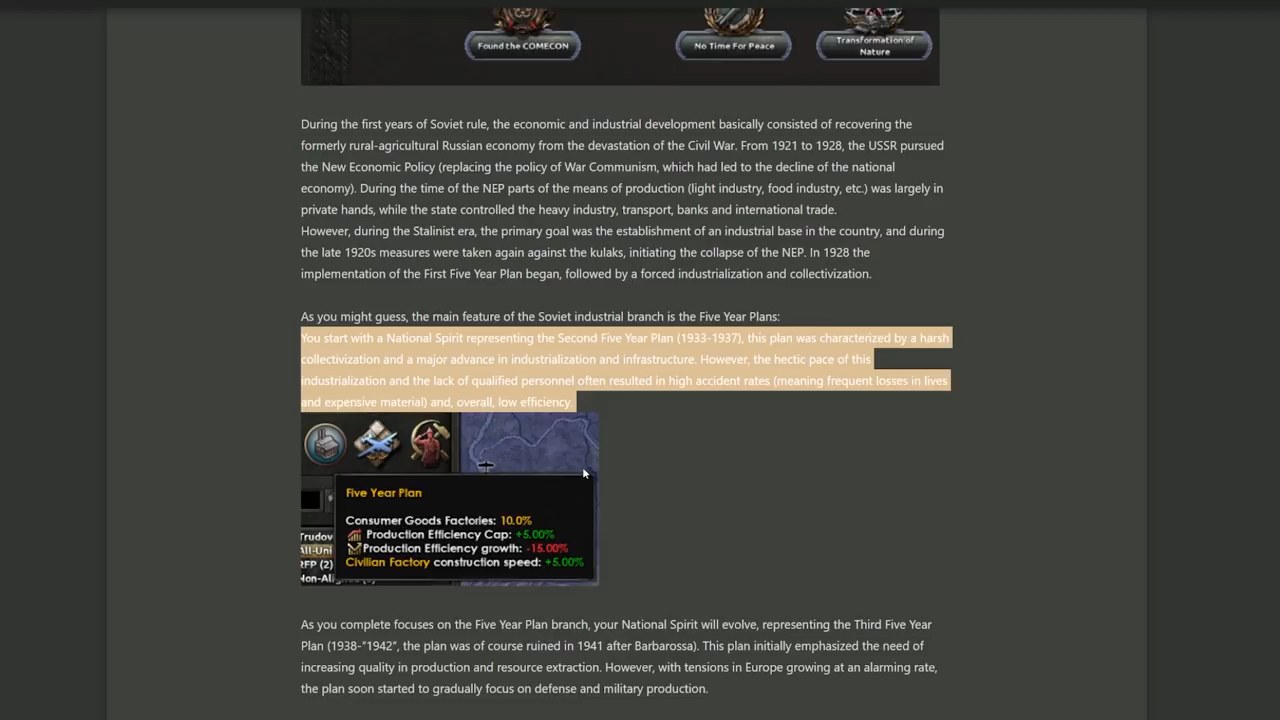 Found the COMECON
No Time For Peace
Transformation of
Nature
During the first years of Soviet rule, the economic and industrial development basically consisted of recovering the
formerly rural-agricultural Russian economy from the devastation of the Civil War. From 1921 to 1928, the USSR pursued
the New Economic Policy (replacing the policy of War Communism, which had led to the decline of the national
economy). During the time of the NEP parts of the means of production (light industry, food industry, etc.) was largely in
private hands, while the state controlled the heavy industry, transport, banks and international trade.
However, during the Stalinist era, the primary goal was the establishment of an industrial base in the country, and during
the late 1920s measures were taken again against the kulaks, initiating the collapse of the NEP. In 1928 the
implementation of the First Five Year Plan began, followed by a forced industrialization and collectivization.
As you might guess, the main feature of the Soviet industrial branch is the Five Year Plans:
You start with a National Spirit representing the Second Five Year Plan (1933-1937), this plan was characterized by a harsh
collectivization and a major advance in industrialization and infrastructure. However, the hectic pace of this
industrialization and the lack of qualified personnel often resulted in high accident rates (meaning frequent losses in lives
and expensive material) and, overall, low efficiency.
Five Year Plan
Consumer Goods Factories: 10.0%
Production Efficiency Cap: +5.00%
Trudov
Production Efficiency growth: -15.00%
All-Uni
Civilian Factory construction speed: +5.00%
RFP (2)
Non-Al
As you complete focuses on the Five Year Plan branch, your National Spirit will evolve, representing the Third Five Year
Plan (1938-"1942", the plan was of course ruined in 1941 after Barbarossa). This plan initially emphasized the need of
increasing quality in production and resource extraction. However, with tensions in Europe growing at an alarming rate,
the plan soon started to gradually focus on defense and military production.